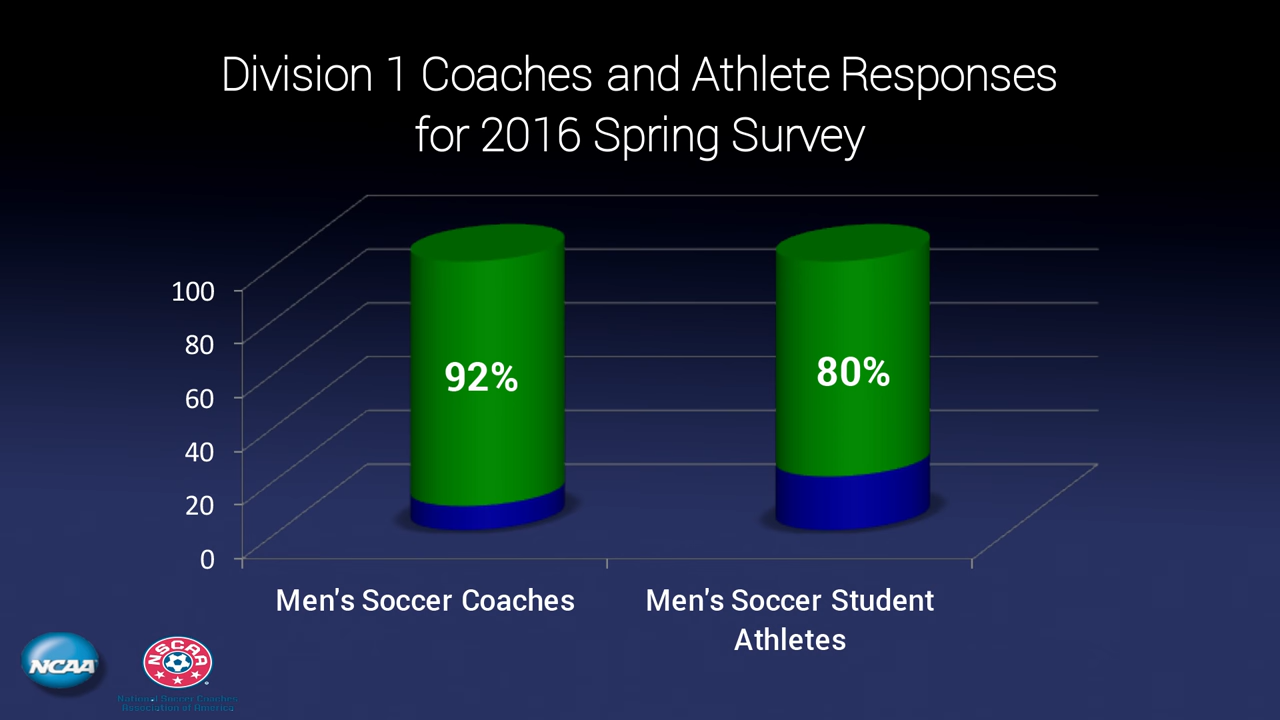 Division 1 Coaches and Athlete Responses
for 2016 Spring Survey
100
80
60
40
20
0
92%
80%
Men's Soccer Coaches
Men's Soccer Student
Athletes
NCAA
NSCAA
National Soccer Coaches
Association of America